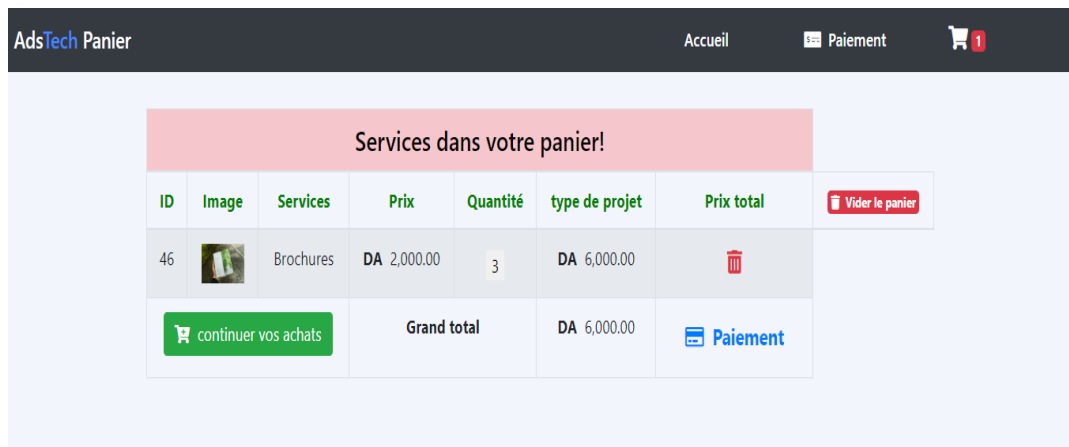 AdsTech Panier Accueil Paiement 1
Services dans votre panier!
ID Image Services Prix Quantité type de projet Prix total Vider le panier
46 Brochures DA 2,000.00 3 DA 6,000.00
continuer vos achats Grand total DA 6,000.00 Paiement